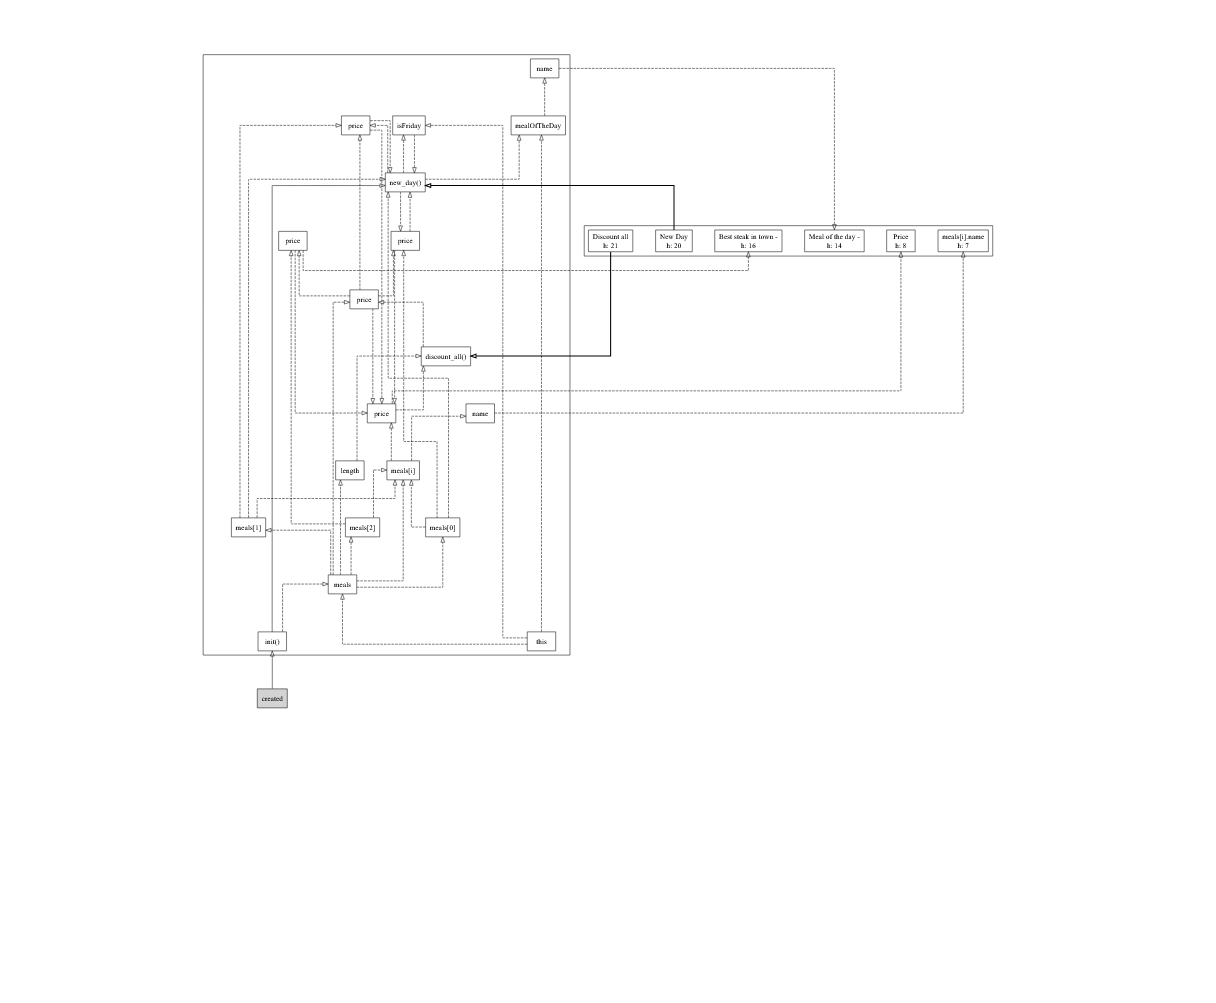 name
price
isFriday
mealOfTheDay
new_day()
price
price
Discount all
h: 21
New Day
h: 20
Best steak in town -
h: 16
Meal of the day -
h: 14
Price
h: 8
meals[i].name
h: 7
price
discount_all()
price
name
length
meals[i]
meals[1]
meals[2]
meals[0]
meals
init()
this
created